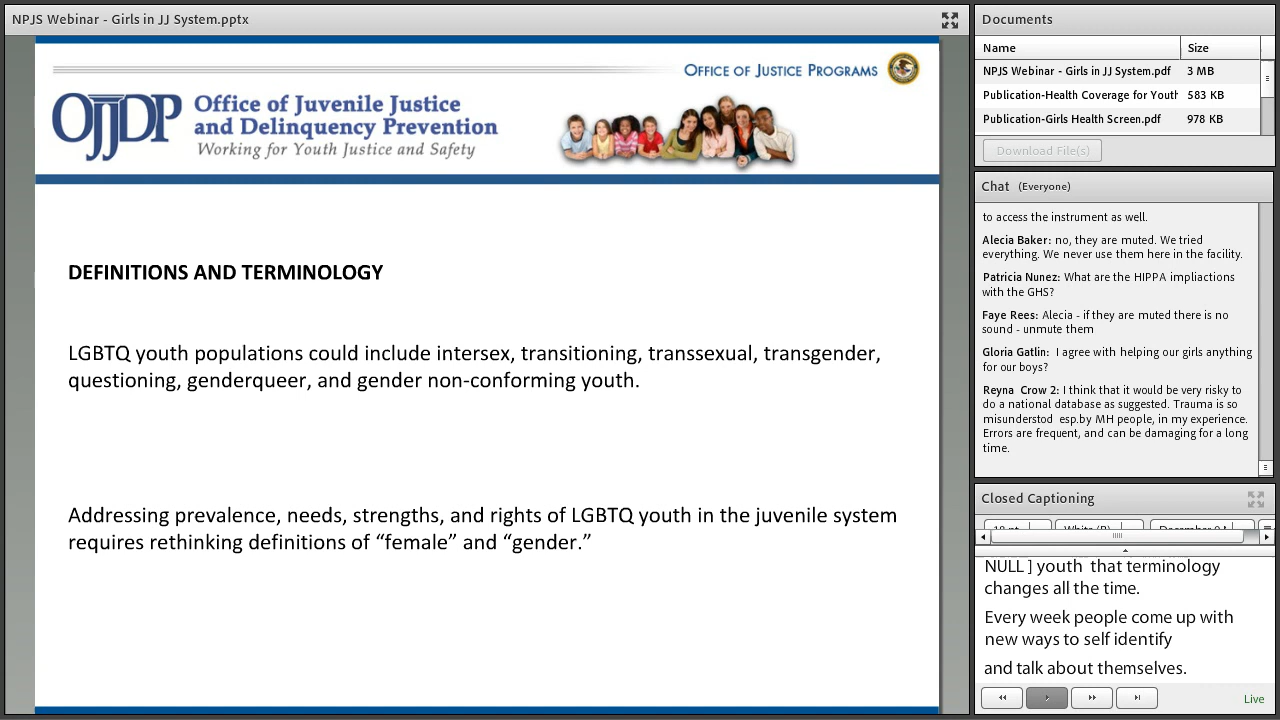 NPJS Webinar - Girls in JJ System.pptx
OFFICE OF JUSTICE PROGRAMS
OJJDP
Office of Juvenile Justice
and Delinquency Prevention
Working for Youth Justice and Safety
DEFINITIONS AND TERMINOLOGY
LGBTQ youth populations could include intersex, transitioning, transsexual, transgender,
questioning, genderqueer, and gender non-conforming youth.
Addressing prevalence, needs, strengths, and rights of LGBTQ youth in the juvenile system
requires rethinking definitions of “female” and “gender.”
Documents
Name Size
NPJS Webinar - Girls in JJ System.pdf 3 MB
Publication-Health Coverage for Youth 583 KB
Publication-Girls Health Screen.pdf 978 KB
Download File(s)
Chat (Everyone)
to access the instrument as well.
Alecia Baker: no, they are muted. We tried
everything. We never use them here in the facility.
Patricia Nunez: What are the HIPPA impliactions
with the GHS?
Faye Rees: Alecia - if they are muted there is no
sound - unmute them
Gloria Gatlin: I agree with helping our girls anything
for our boys?
Reyna Crow 2: I think that it would be very risky to
do a national database as suggested. Trauma is so
misunderstod esp.by MH people, in my experience.
Errors are frequent, and can be damaging for a long
time.
Closed Captioning
NULL ] youth that terminology
changes all the time.
Every week people come up with
new ways to self identify
and talk about themselves.
Live